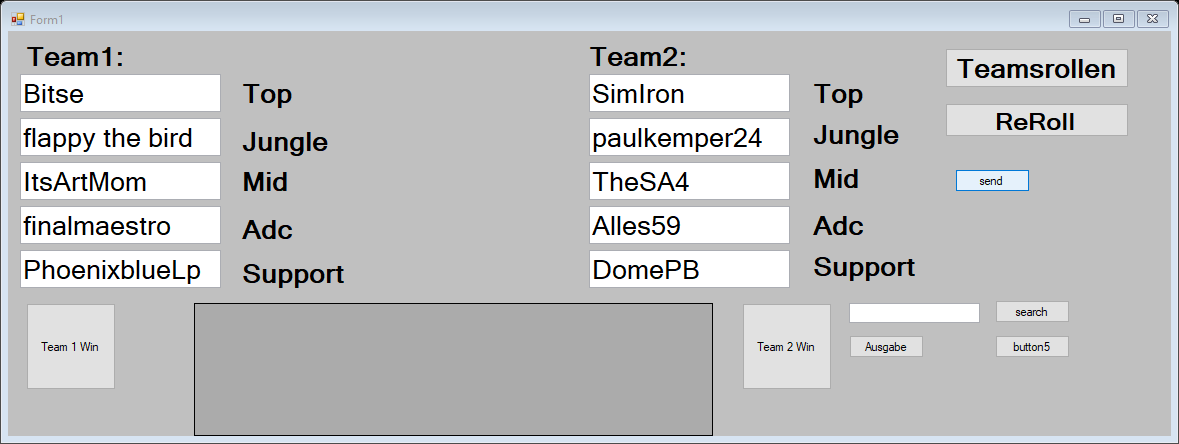 Form1
Team1:
Bitse Top
flappy the bird Jungle
ItsArtMom Mid
finalmaestro Adc
PhoenixblueLp Support
Team2:
SimIron Top
paulkemper24 Jungle
TheSA4 Mid
Alles59 Adc
DomePB Support
Teamsrollen
ReRoll
send
Team 1 Win
Team 2 Win
search
Ausgabe
button5